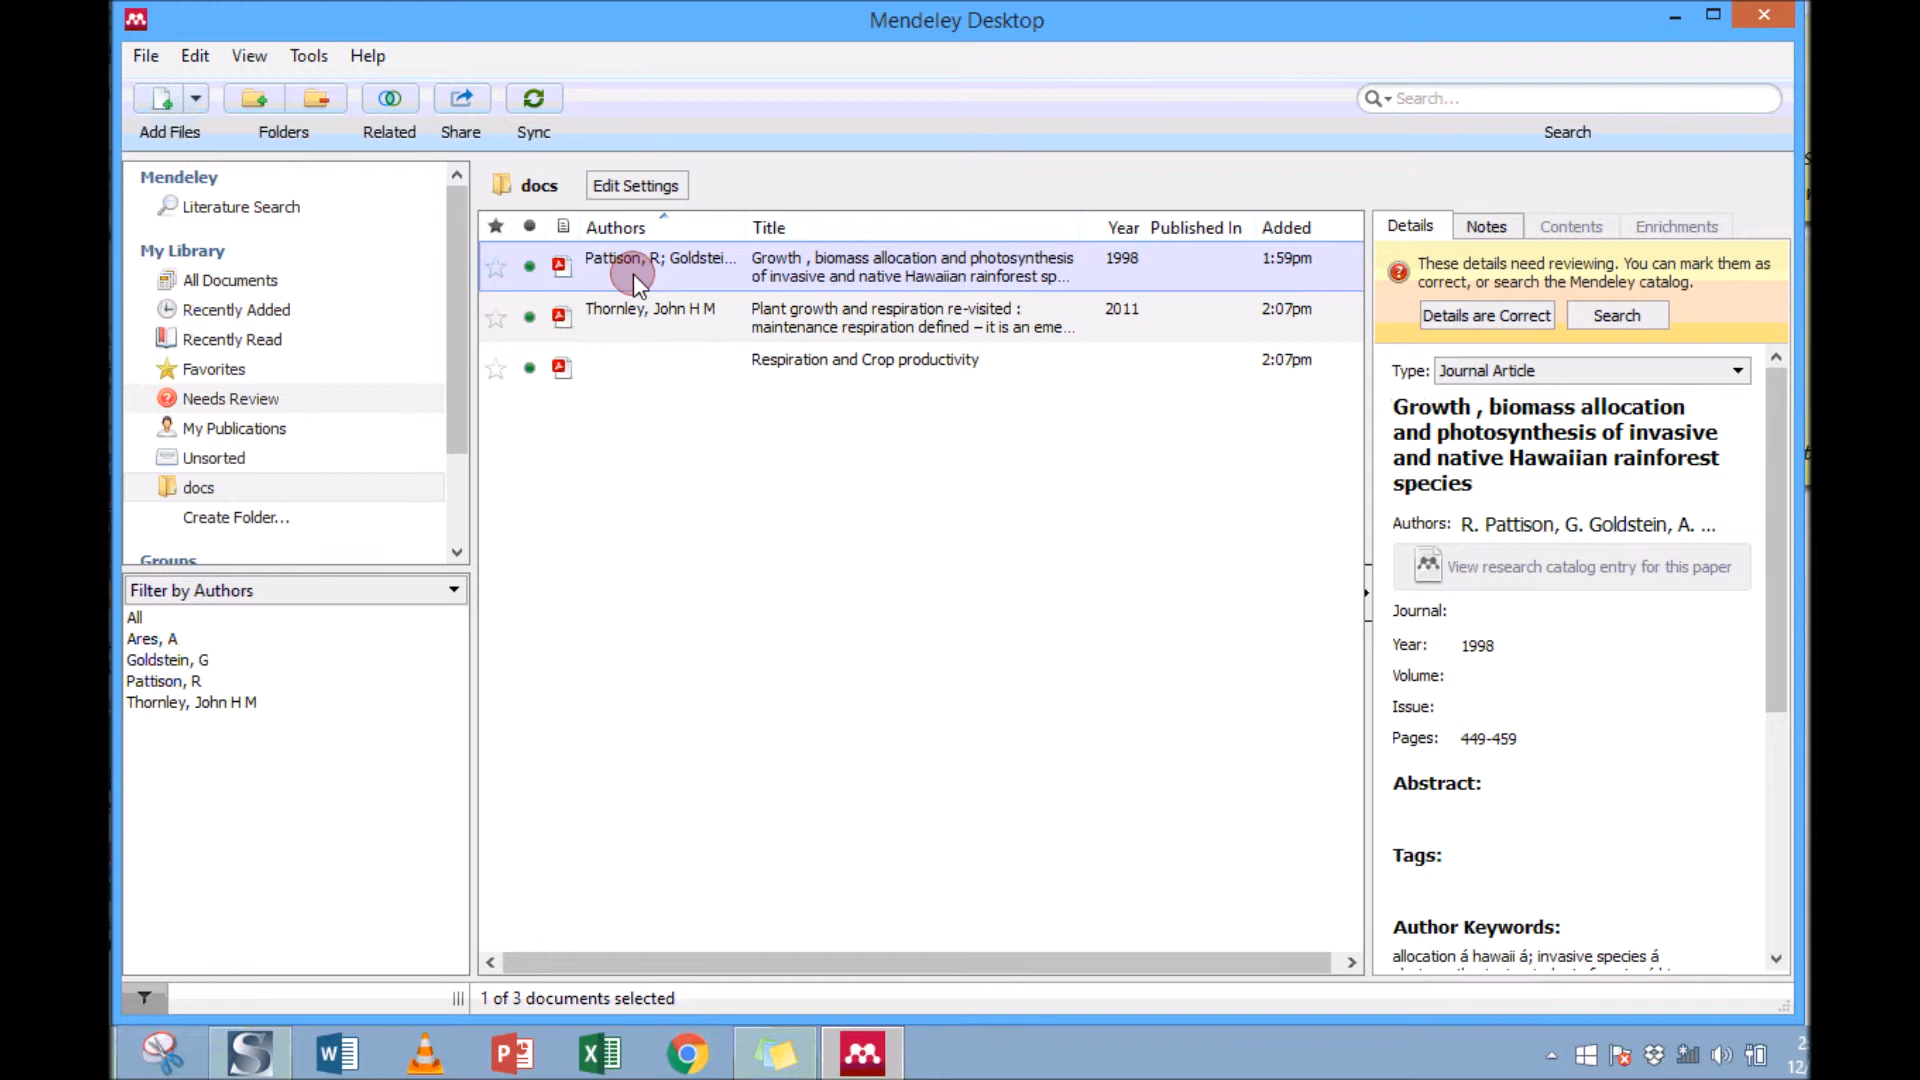 Mendeley Desktop
File Edit View Tools Help
Search...
Add Files Folders Related Share Sync Search
Mendeley
Literature Search
My Library
All Documents
Recently Added
Recently Read
Favorites
Needs Review
My Publications
Unsorted
docs
Create Folder...
Groups
Filter by Authors
All
Ares, A
Goldstein, G
Pattison, R
Thornley, John H M
docs Edit Settings
Authors Title Year Published In Added
Pattison, R; Goldstei... Growth , biomass allocation and photosynthesis 1998 1:59pm
of invasive and native Hawaiian rainforest sp...
Thornley, John H M Plant growth and respiration re-visited : 2011 2:07pm
maintenance respiration defined – it is an eme...
Respiration and Crop productivity 2:07pm
1 of 3 documents selected
Details Notes Contents Enrichments
These details need reviewing. You can mark them as
correct, or search the Mendeley catalog.
Details are Correct Search
Type: Journal Article
Growth , biomass allocation
and photosynthesis of invasive
and native Hawaiian rainforest
species
Authors: R. Pattison, G. Goldstein, A. ...
View research catalog entry for this paper
Journal:
Year: 1998
Volume:
Issue:
Pages: 449-459
Abstract:
Tags:
Author Keywords:
allocation á hawaii á; invasive species á